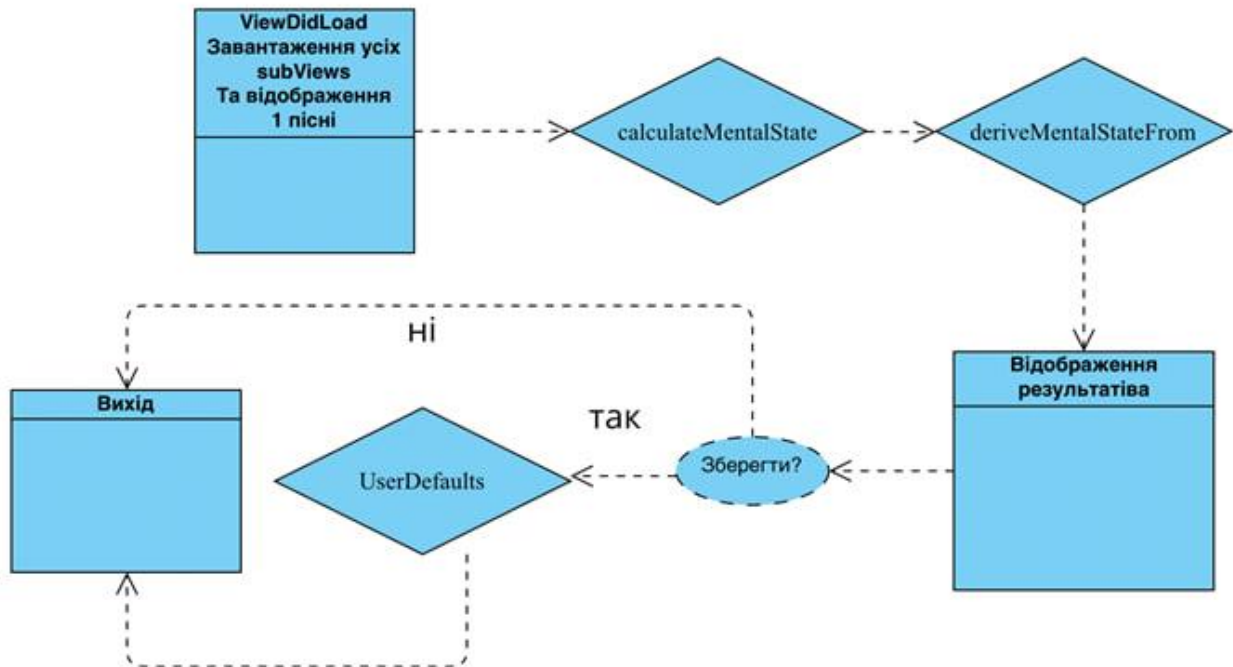 ViewDidLoad
Завантаження усіх
subViews
Та відображення
1 пісні
calculateMentalState
deriveMentalStateFrom
ні
Вихід
так
UserDefaults
Зберегти?
Відображення
результатіва